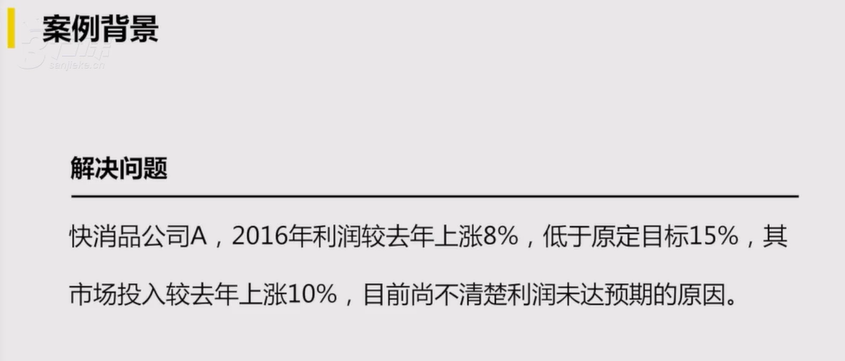 案例背景
解决问题
快消品公司A，2016年利润较去年上涨8%，低于原定目标15%，其
市场投入较去年上涨10%，目前尚不清楚利润未达预期的原因。